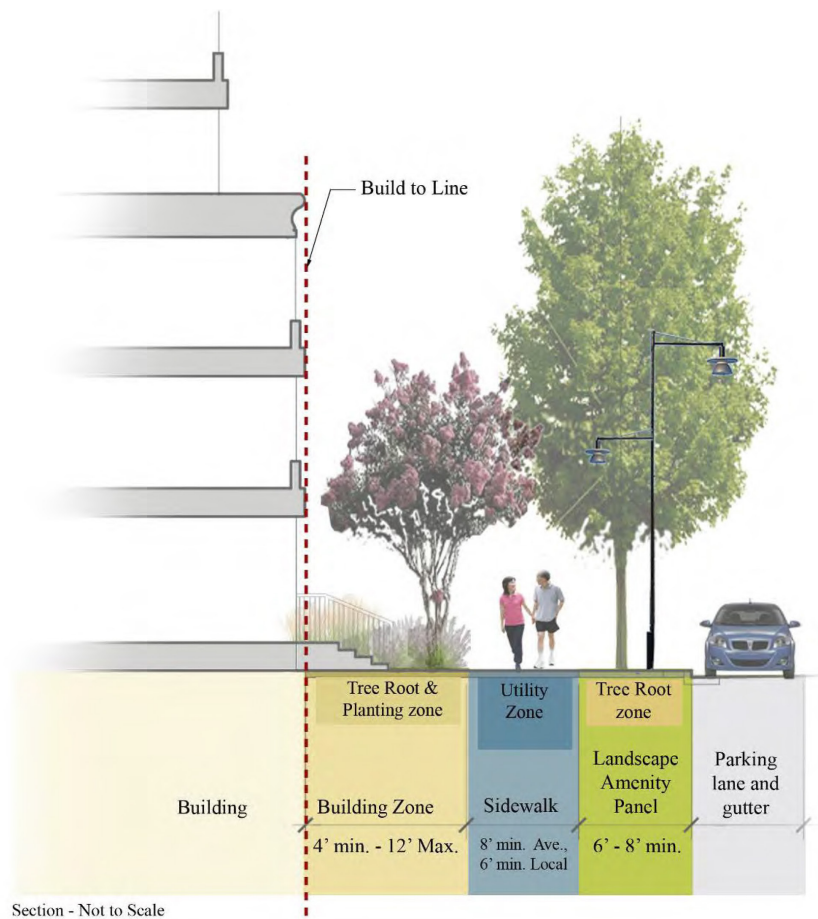 Build to Line
Tree Root &
Planting zone
Utility
Zone
Tree Root
zone
Building
Building Zone
Sidewalk
Landscape
Amenity
Panel
Parking
lane and
gutter
4’ min. - 12’ Max.
8’ min. Ave.,
6’ min. Local
6’ - 8’ min.
Section - Not to Scale